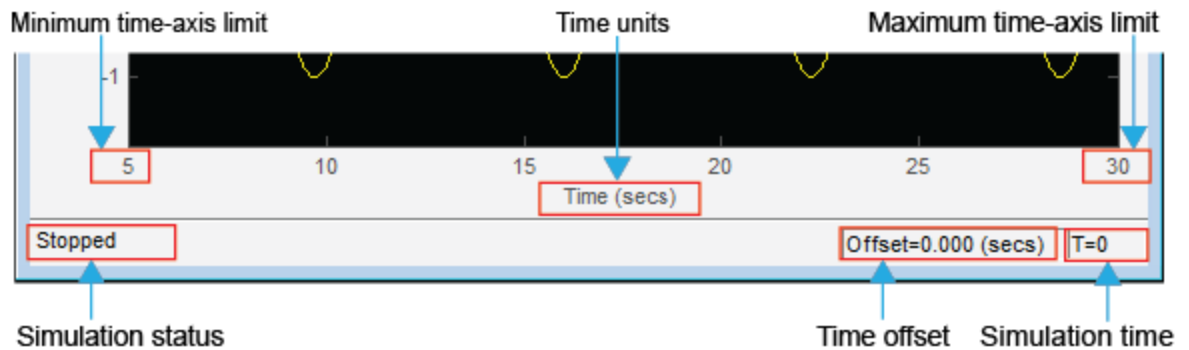 Minimum time-axis limit
Time units
Maximum time-axis limit
-1
5
10
15
20
25
30
Time (secs)
Stopped
Offset=0.000 (secs)
T=0
Simulation status
Time offset
Simulation time